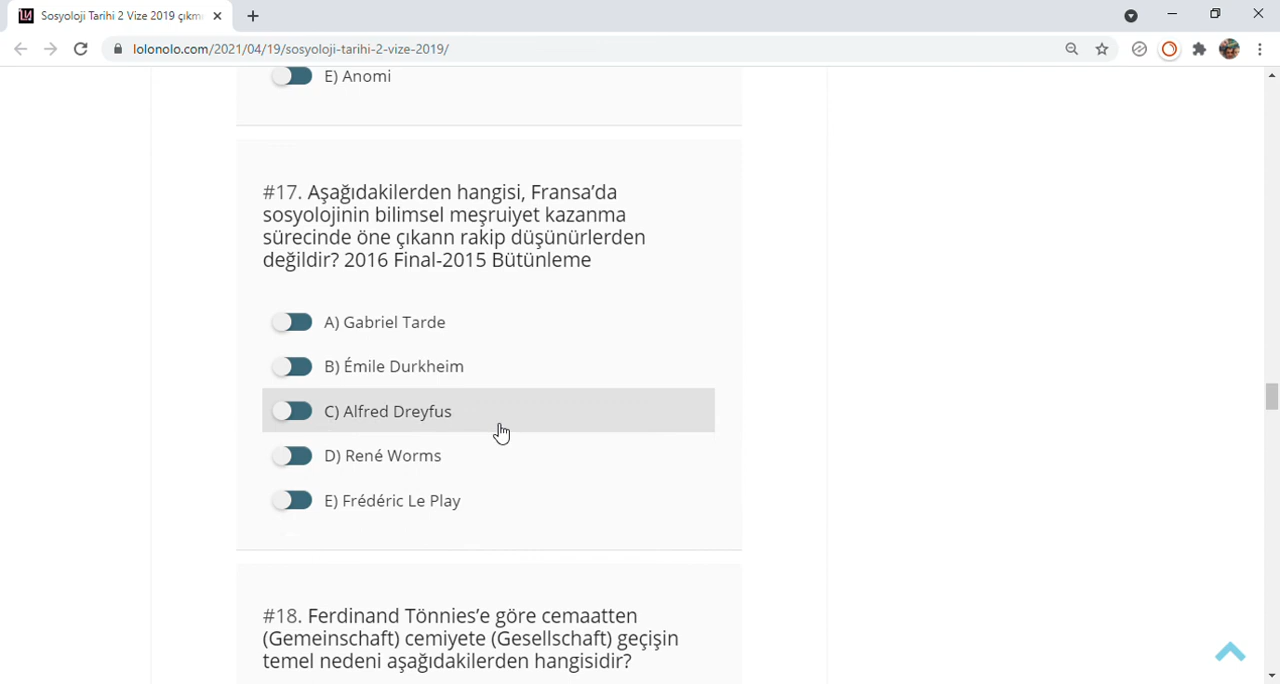 Sosyoloji Tarihi 2 Vize 2019 çıkm
lolonolo.com/2021/04/19/sosyoloji-tarihi-2-vize-2019/
E) Anomi
#17. Aşağıdakilerden hangisi, Fransa’da
sosyolojinin bilimsel meşruiyet kazanma
sürecinde öne çıkann rakip düşünürlerden
değildir? 2016 Final-2015 Bütünleme
A) Gabriel Tarde
B) Émile Durkheim
C) Alfred Dreyfus
D) René Worms
E) Frédéric Le Play
#18. Ferdinand Tönnies’e göre cemaatten
(Gemeinschaft) cemiyete (Gesellschaft) geçişin
temel nedeni aşağıdakilerden hangisidir?